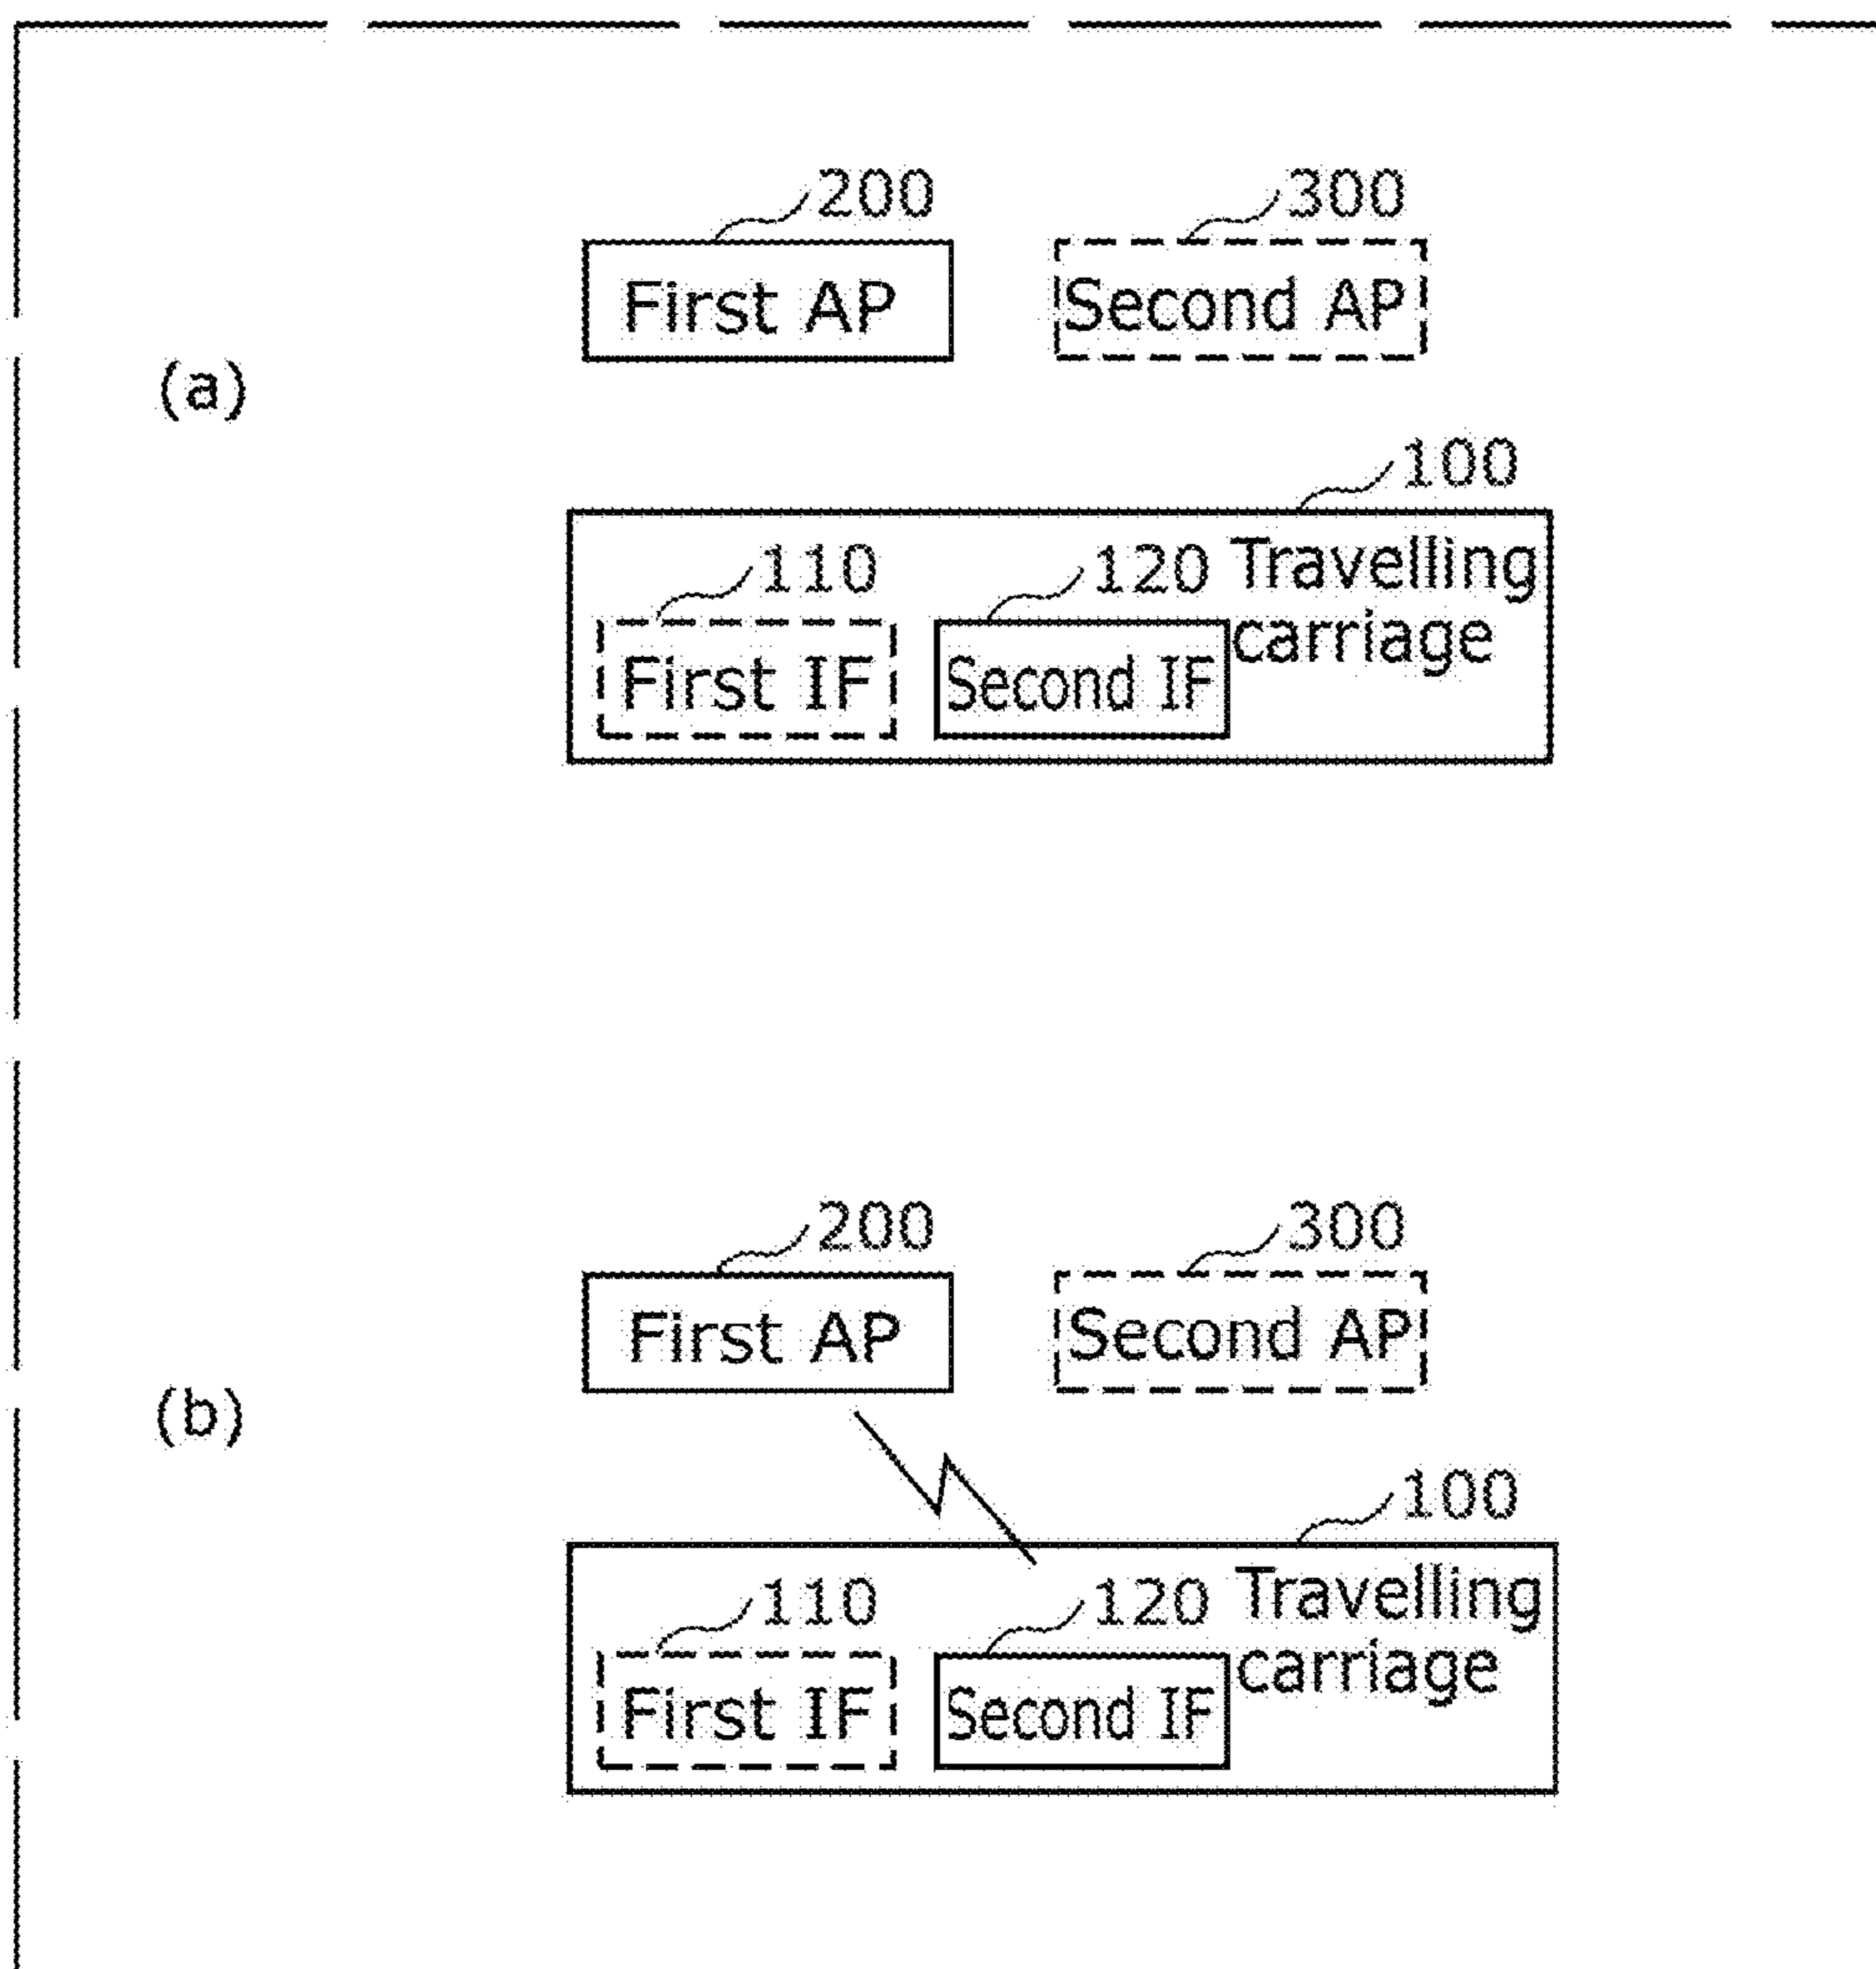 200 300
First AP Second AP
(a)
100
110 120 Travelling
carriage
First IF Second IF
200 300
First AP Second AP
(b)
100
110 120 Travelling
carriage
First IF Second IF